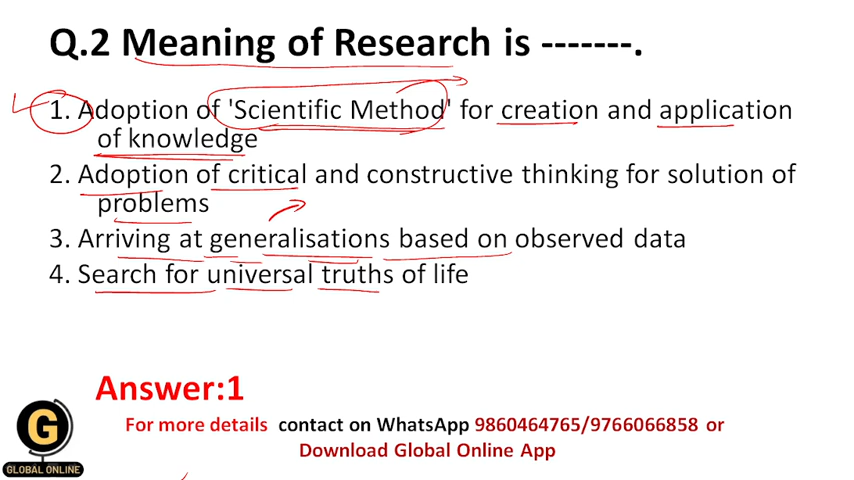 Q.2 Meaning of Research is -------.
1. Adoption of 'Scientific Method' for creation and application
of knowledge
2. Adoption of critical and constructive thinking for solution of
problems
3. Arriving at generalisations based on observed data
4. Search for universal truths of life
Answer:1
For more details contact on WhatsApp 9860464765/9766066858 or
Download Global Online App
G
GLOBAL ONLINE